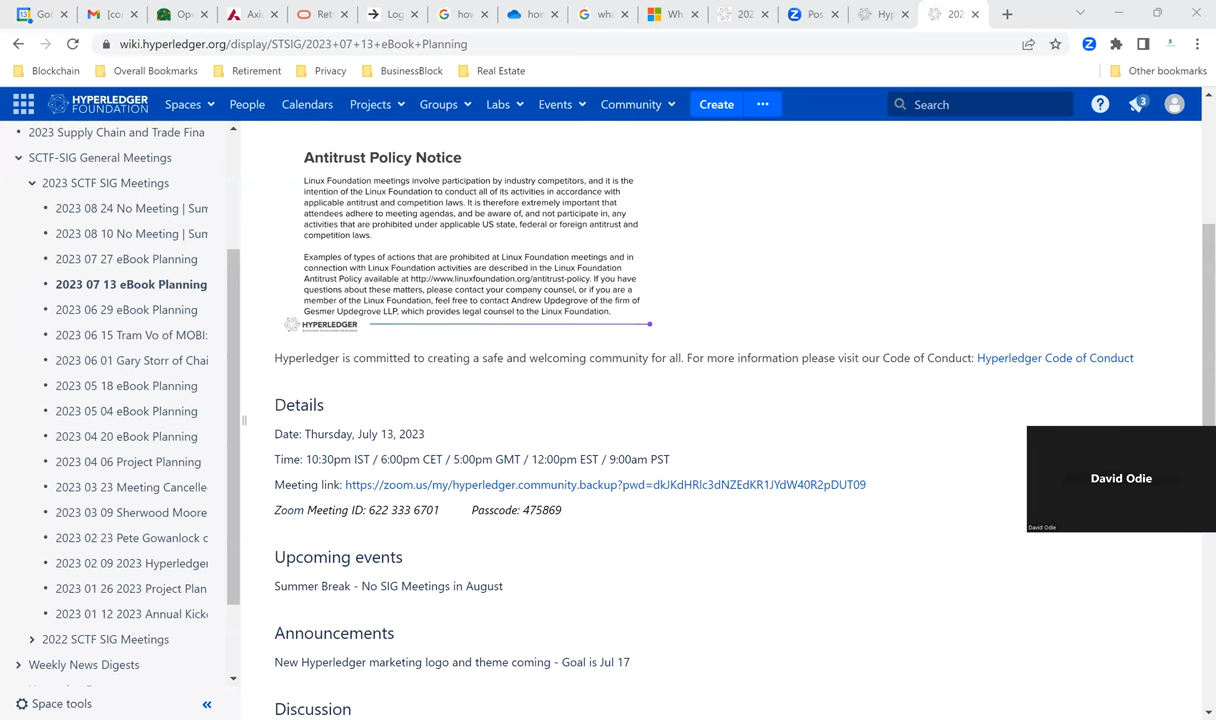 Goo
[co
Ope
Axis
Reti
Log
how
hom
wha
Wh
202
Pos
Hyp
202
wiki.hyperledger.org/display/STSIG/2023+07+13+eBook+Planning
Blockchain
Overall Bookmarks
Retirement
Privacy
BusinessBlock
Real Estate
Other bookmarks
HYPERLEDGER
FOUNDATION
Spaces
People
Calendars
Projects
Groups
Labs
Events
Community
Create
Search
3
2023 Supply Chain and Trade Fina
SCTF-SIG General Meetings
2023 SCTF SIG Meetings
2023 08 24 No Meeting | Sum
2023 08 10 No Meeting | Sum
2023 07 27 eBook Planning
2023 07 13 eBook Planning
2023 06 29 eBook Planning
2023 06 15 Tram Vo of MOBI:
2023 06 01 Gary Storr of Chai
2023 05 18 eBook Planning
2023 05 04 eBook Planning
2023 04 20 eBook Planning
2023 04 06 Project Planning
2023 03 23 Meeting Cancelle
2023 03 09 Sherwood Moore
2023 02 23 Pete Gowanlock o
2023 02 09 2023 Hyperledger
2023 01 26 2023 Project Plan
2023 01 12 2023 Annual Kick
2022 SCTF SIG Meetings
Weekly News Digests
Space tools
Antitrust Policy Notice
Linux Foundation meetings involve participation by industry competitors, and it is the
intention of the Linux Foundation to conduct all of its activities in accordance with
applicable antitrust and competition laws. It is therefore extremely important that
attendees adhere to meeting agendas, and be aware of, and not participate in, any
activities that are prohibited under applicable US state, federal or foreign antitrust and
competition laws.
Examples of types of actions that are prohibited at Linux Foundation meetings and in
connection with Linux Foundation activities are described in the Linux Foundation
Antitrust Policy available at http://www.linuxfoundation.org/antitrust-policy. If you have
questions about these matters, please contact your company counsel, or if you are a
member of the Linux Foundation, feel free to contact Andrew Updegrove of the firm of
Gesmer Updegrove LLP, which provides legal counsel to the Linux Foundation.
HYPERLEDGER
Hyperledger is committed to creating a safe and welcoming community for all. For more information please visit our Code of Conduct: Hyperledger Code of Conduct
Details
Date: Thursday, July 13, 2023
Time: 10:30pm IST / 6:00pm CET / 5:00pm GMT / 12:00pm EST / 9:00am PST
Meeting link: https://zoom.us/my/hyperledger.community.backup?pwd=dkJKdHRlc3dNZEdKR1JYdW40R2pDUT09
Zoom Meeting ID: 622 333 6701 Passcode: 475869
Upcoming events
Summer Break - No SIG Meetings in August
Announcements
New Hyperledger marketing logo and theme coming - Goal is Jul 17
Discussion
David Odie
David Odie